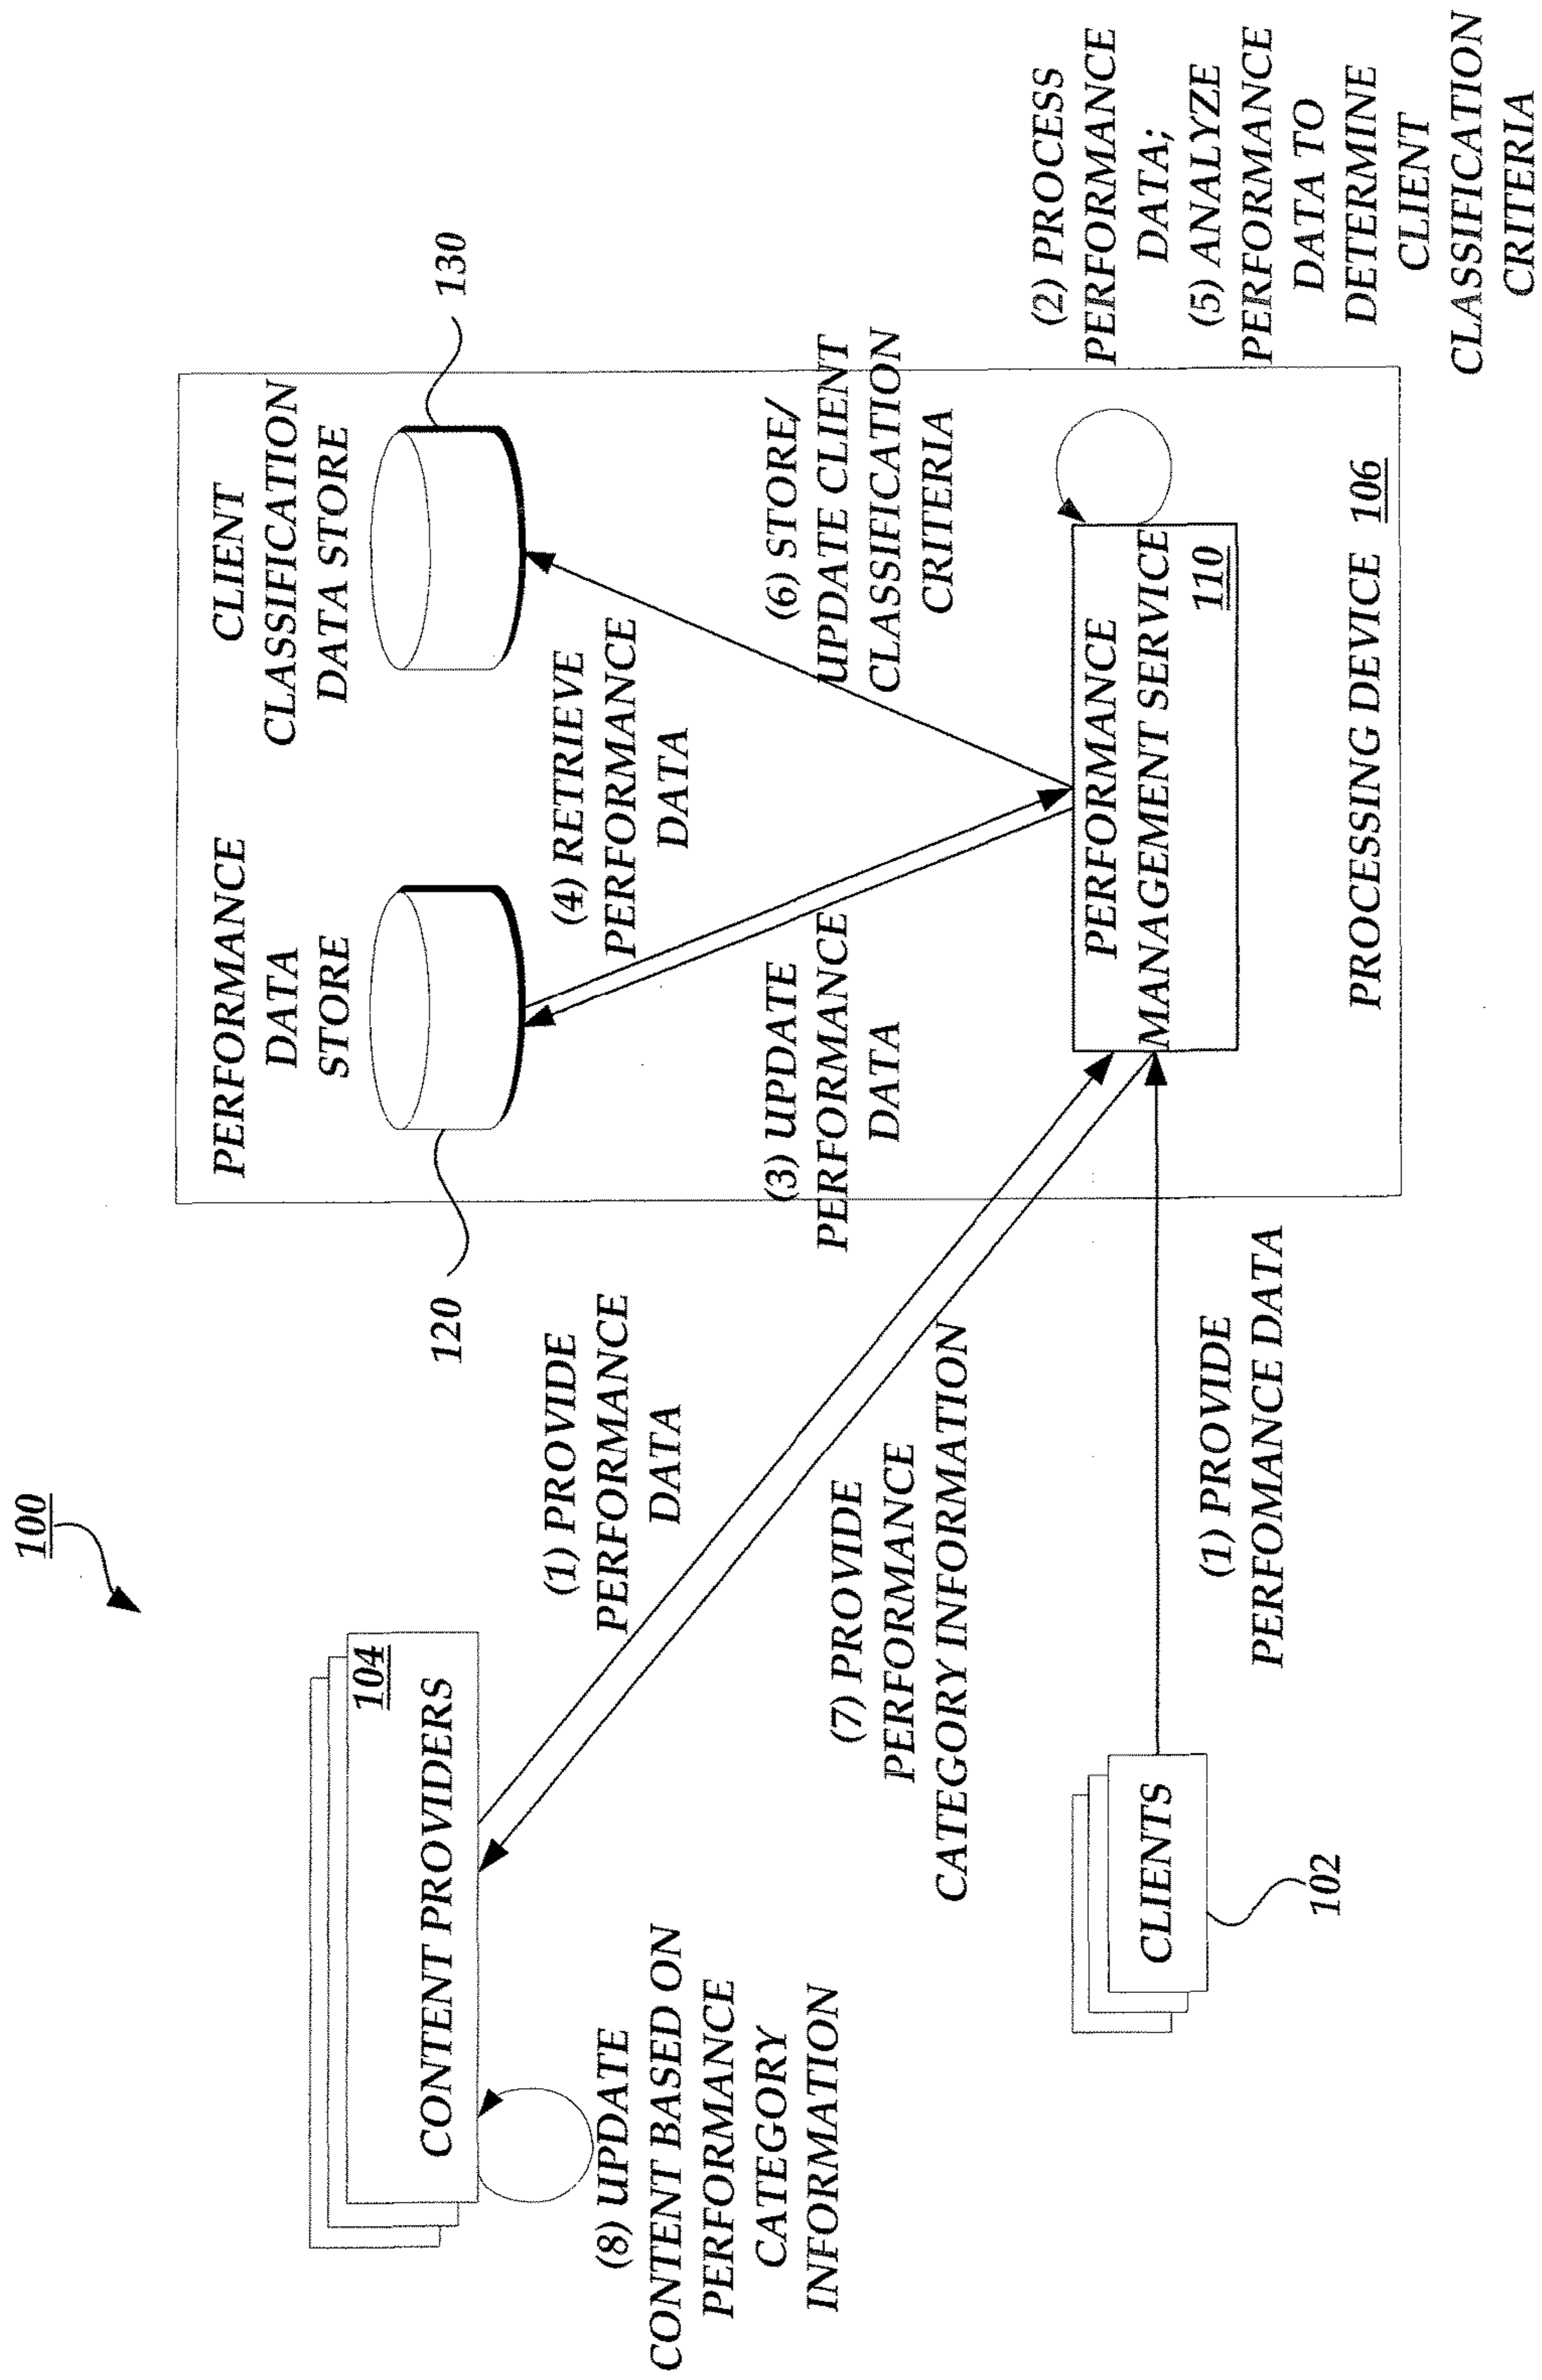 100
CONTENT PROVIDERS
104
(8) UPDATE
CONTENT BASED ON
PERFORMANCE
CATEGORY
INFORMATION
(1) PROVIDE
PERFORMANCE
DATA
(7) PROVIDE
PERFORMANCE
CATEGORY INFORMATION
CLIENTS
102
(1) PROVIDE
PERFOMANCE DATA
PERFORMANCE
DATA
STORE
120
CLIENT
CLASSIFICATION
DATA STORE
130
(4) RETRIEVE
PERFORMANCE
DATA
(3) UPDATE
PERFORMANCE
DATA
(6) STORE/
UPDATE CLIENT
CLASSIFICATION
CRITERIA
PERFORMANCE
MANAGEMENT SERVICE
110
PROCESSING DEVICE 106
(2) PROCESS
PERFORMANCE
DATA;
(5) ANALYZE
PERFORMANCE
DATA TO
DETERMINE
CLIENT
CLASSIFICATION
CRITERIA